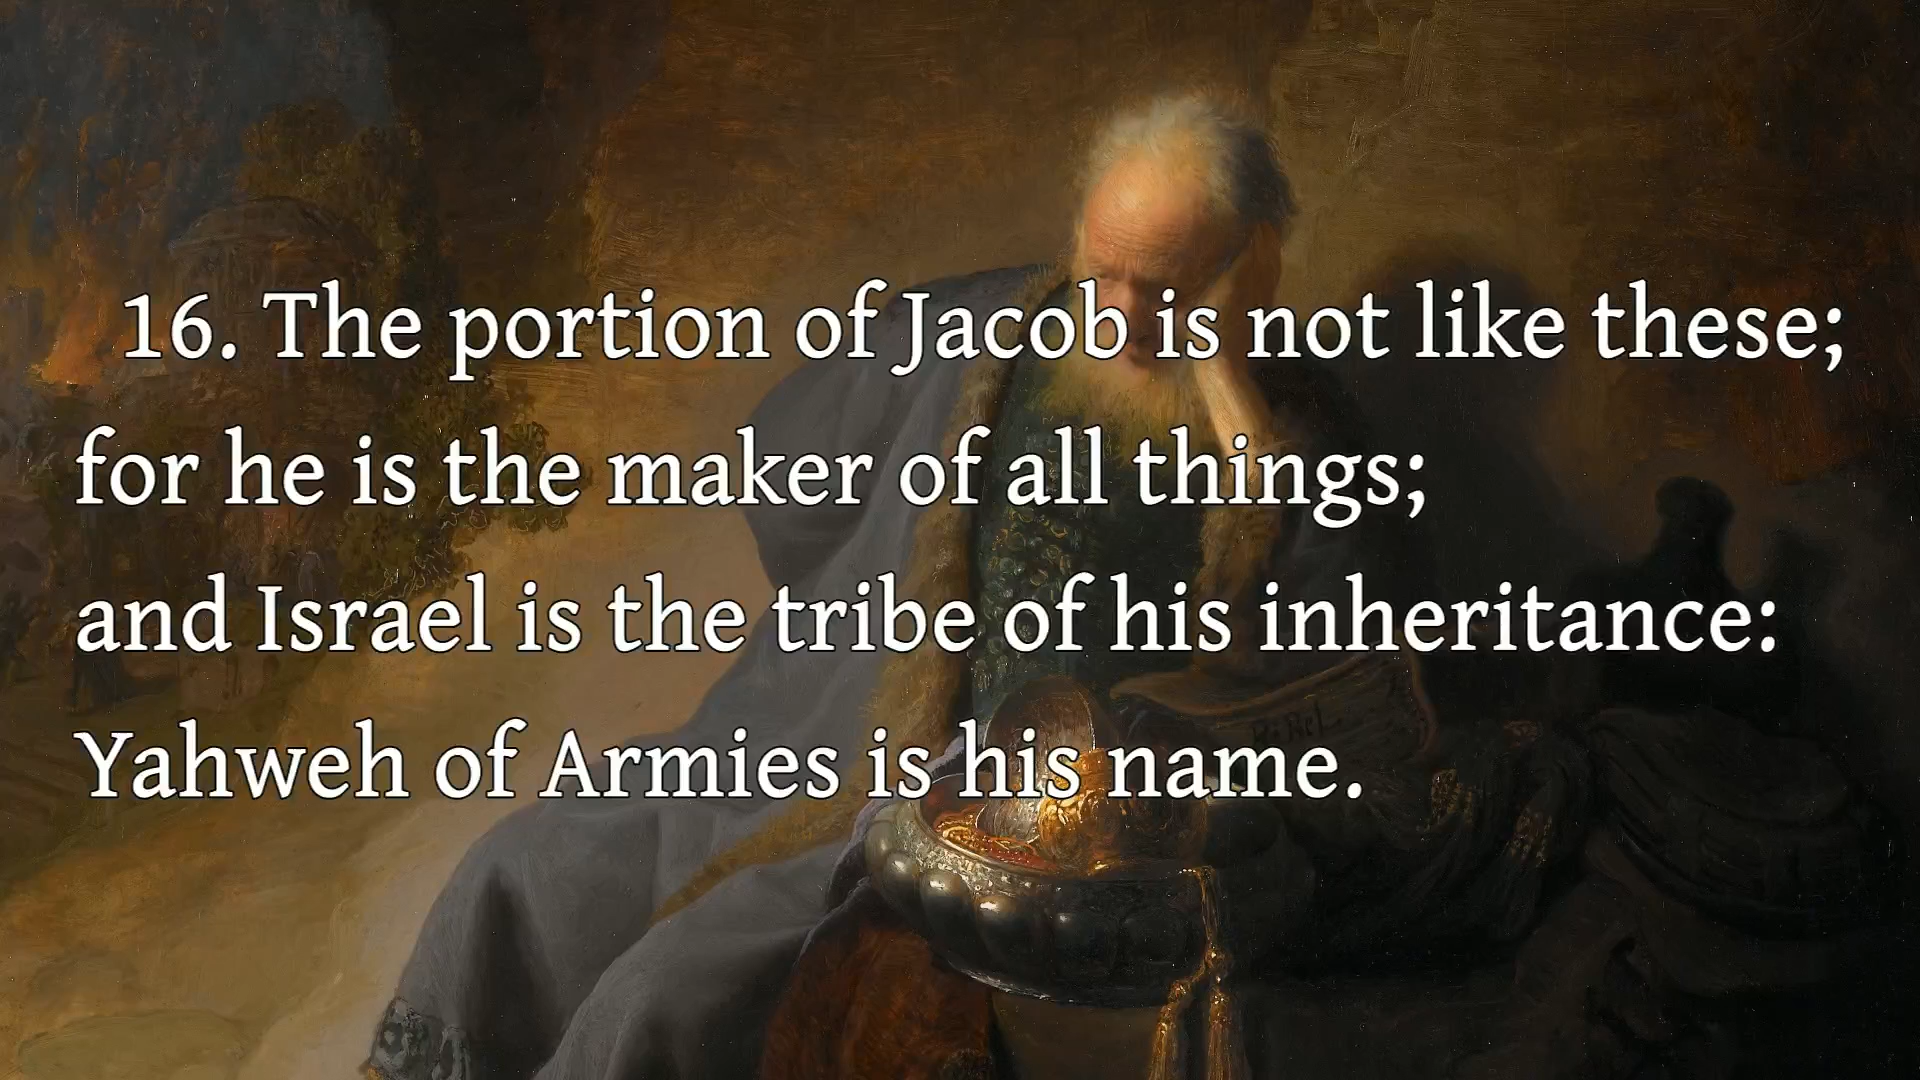 16. The portion of Jacob is not like these;
for he is the maker of all things;
and Israel is the tribe of his inheritance:
Yahweh of Armies is his name.
BiBel